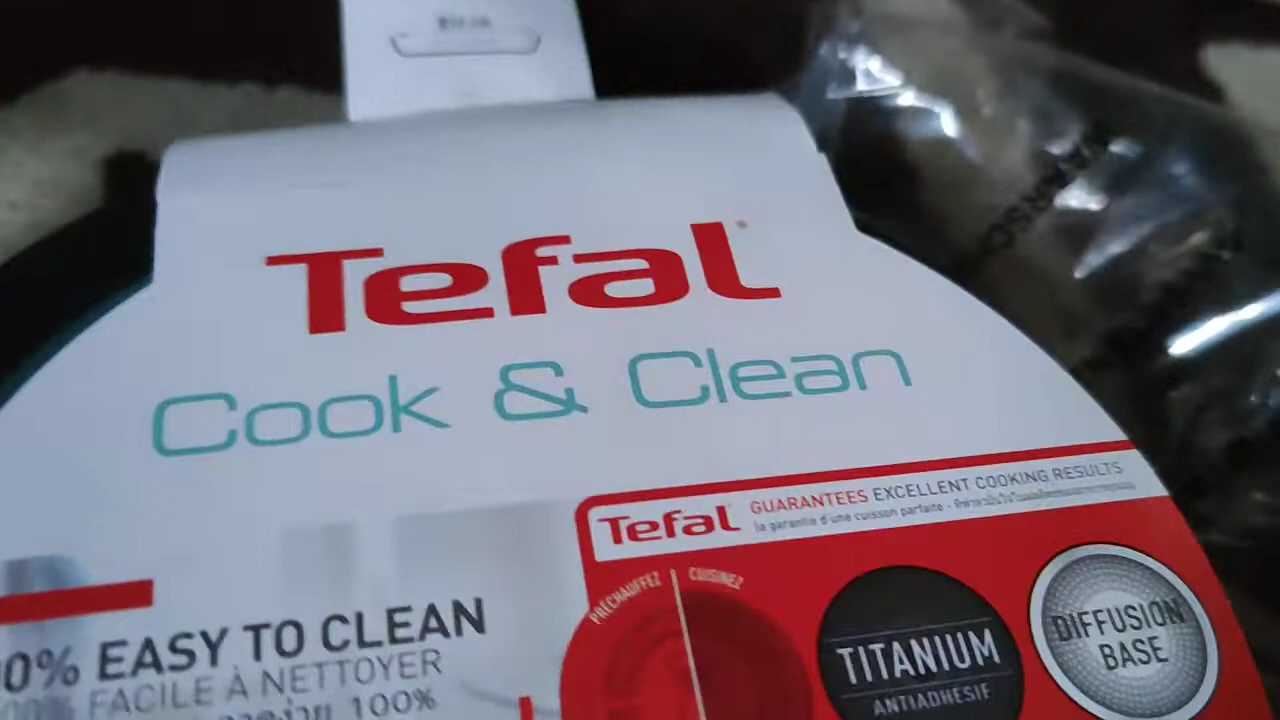 Tefal
Cook & Clean
Tefal GUARANTEES EXCELLENT COOKING RESULTS
la garantie d'une cuisson parfaite -
PRÉCHAUFFEZ CUISINEZ
0% EASY TO CLEAN
FACILE À NETTOYER
100%
TITANIUM
ANTIADHÉSIF
DIFFUSION
BASE